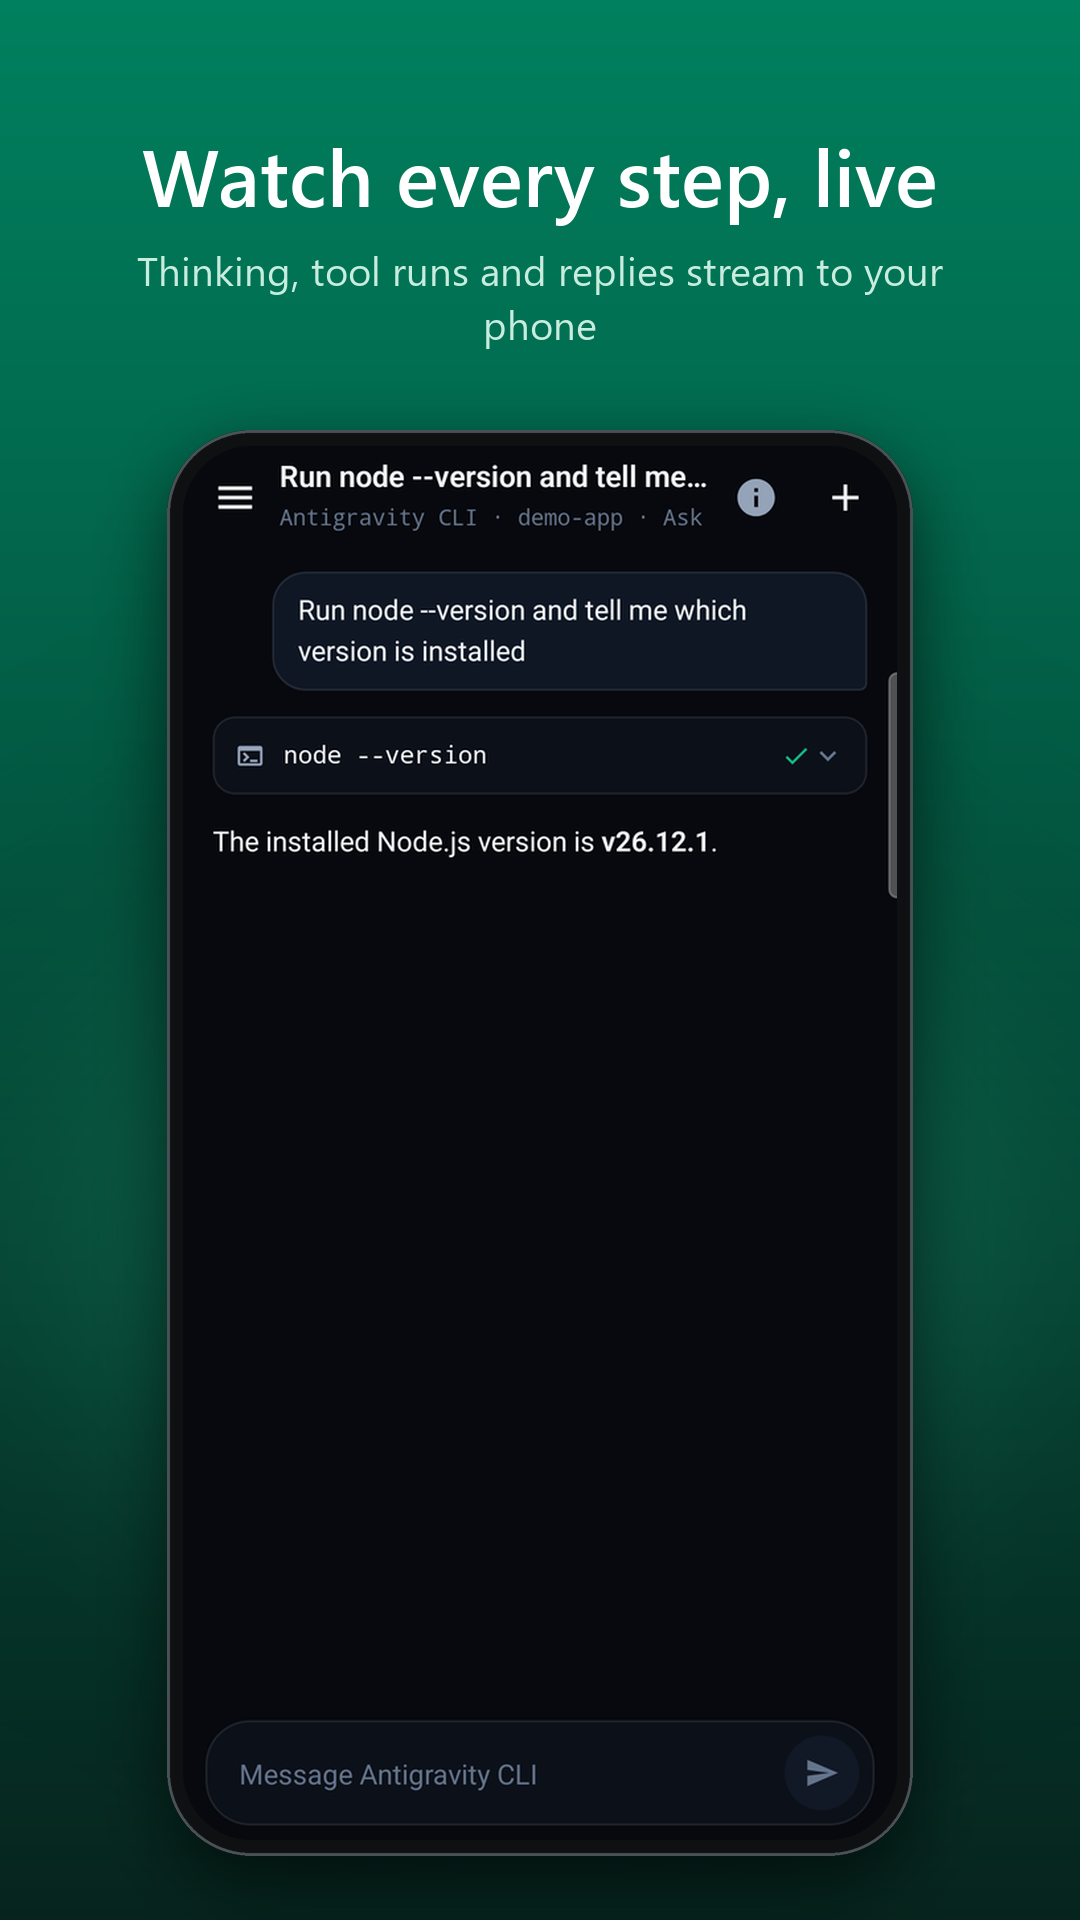 Watch every step, live
Thinking, tool runs and replies stream to your
phone
Run node --version and tell me...
Antigravity CLI · demo-app · Ask
Run node --version and tell me which
version is installed
node --version
The installed Node.js version is v26.12.1.
Message Antigravity CLI